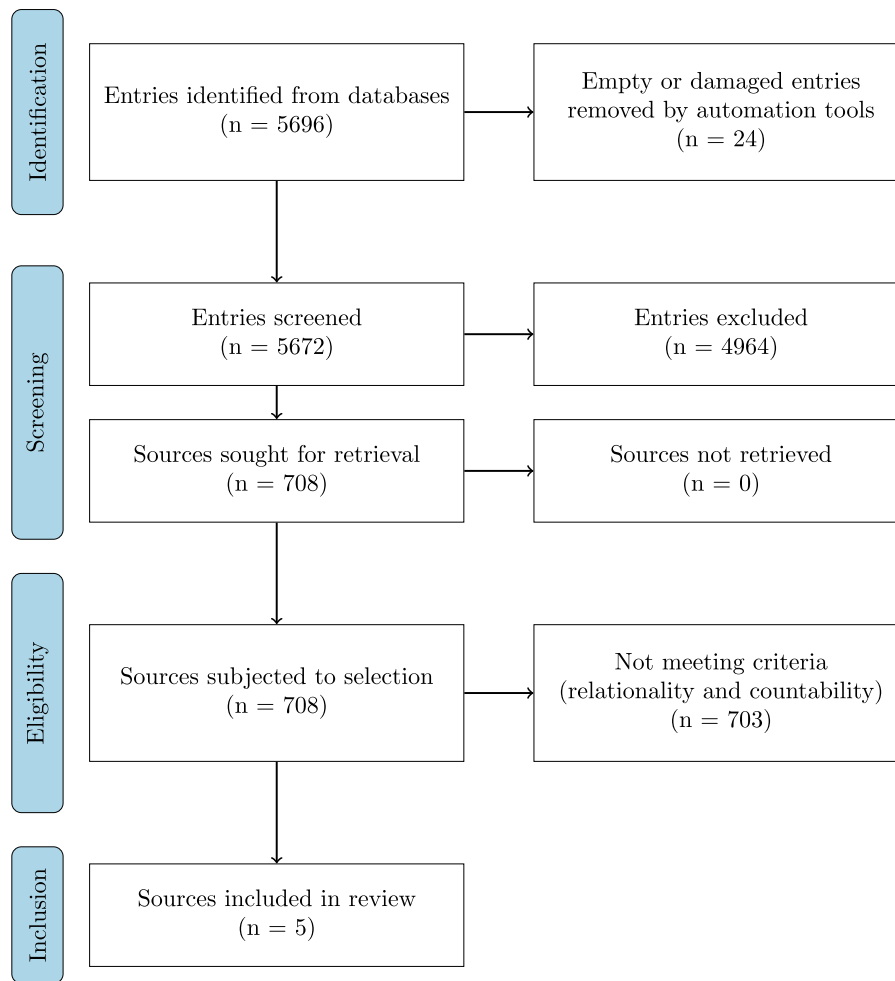 Identification
Entries identified from databases
(n = 5696)
Empty or damaged entries
removed by automation tools
(n = 24)
Screening
Entries screened
(n = 5672)
Entries excluded
(n = 4964)
Sources sought for retrieval
(n = 708)
Sources not retrieved
(n = 0)
Eligibility
Sources subjected to selection
(n = 708)
Not meeting criteria
(relationality and countability)
(n = 703)
Inclusion
Sources included in review
(n = 5)